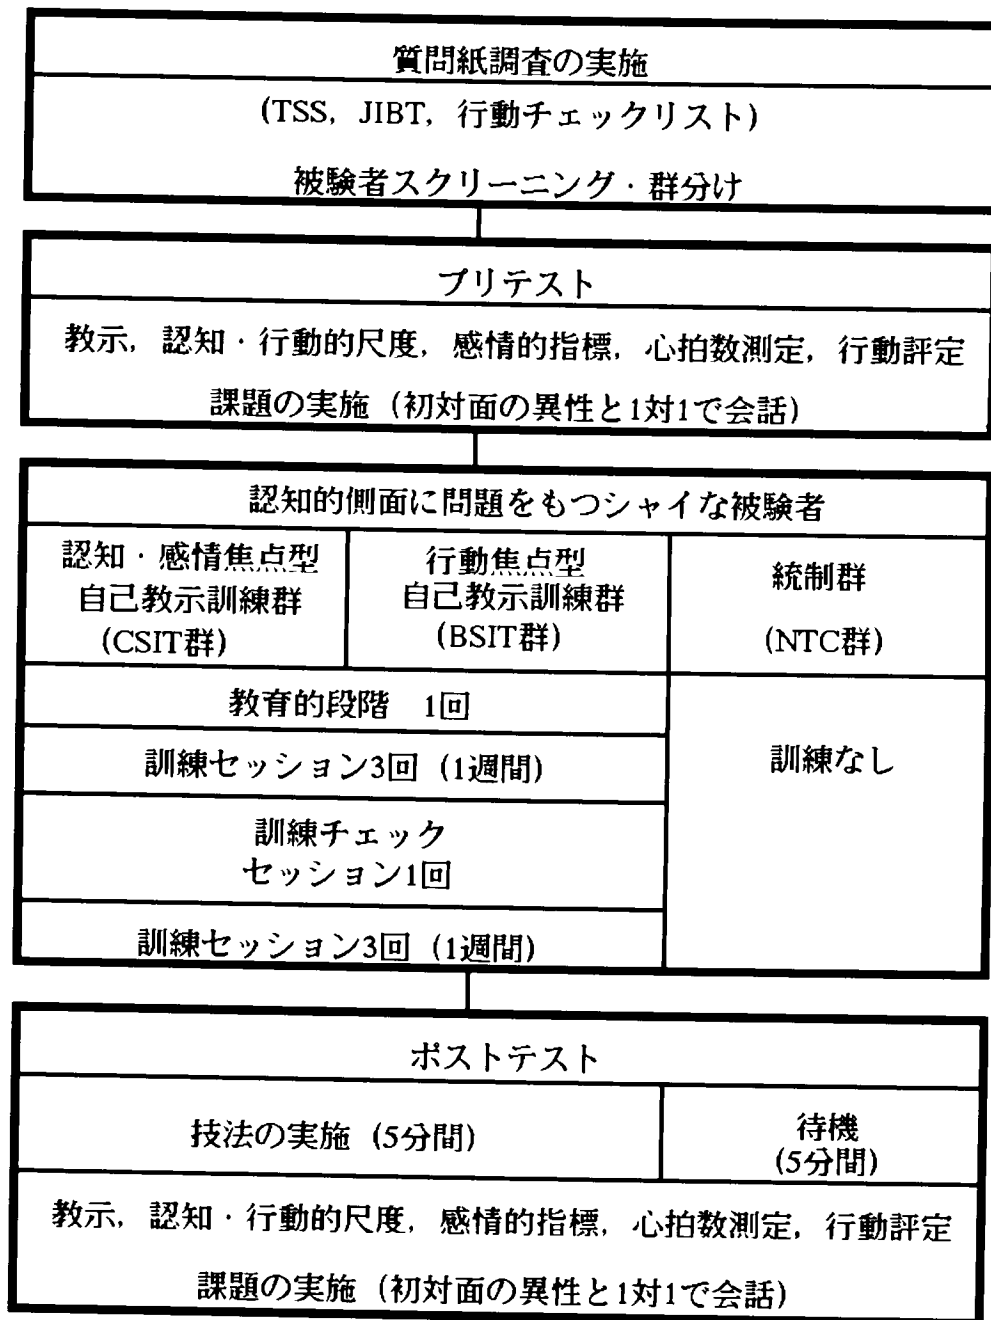 質問紙調査の実施
(TSS, JIBT, 行動チェックリスト)
被験者スクリーニング・群分け
プリテスト
教示, 認知・行動的尺度, 感情的指標, 心拍数測定, 行動評定
課題の実施 (初対面の異性と1対1で会話)
認知的側面に問題をもつシャイな被験者
認知・感情焦点型
自己教示訓練群
(CSIT群)
行動焦点型
自己教示訓練群
(BSIT群)
統制群
(NTC群)
教育的段階 1回
訓練セッション3回 (1週間)
訓練チェック
セッション1回
訓練セッション3回 (1週間)
訓練なし
ポストテスト
技法の実施 (5分間)
待機
(5分間)
教示, 認知・行動的尺度, 感情的指標, 心拍数測定, 行動評定
課題の実施 (初対面の異性と1対1で会話)